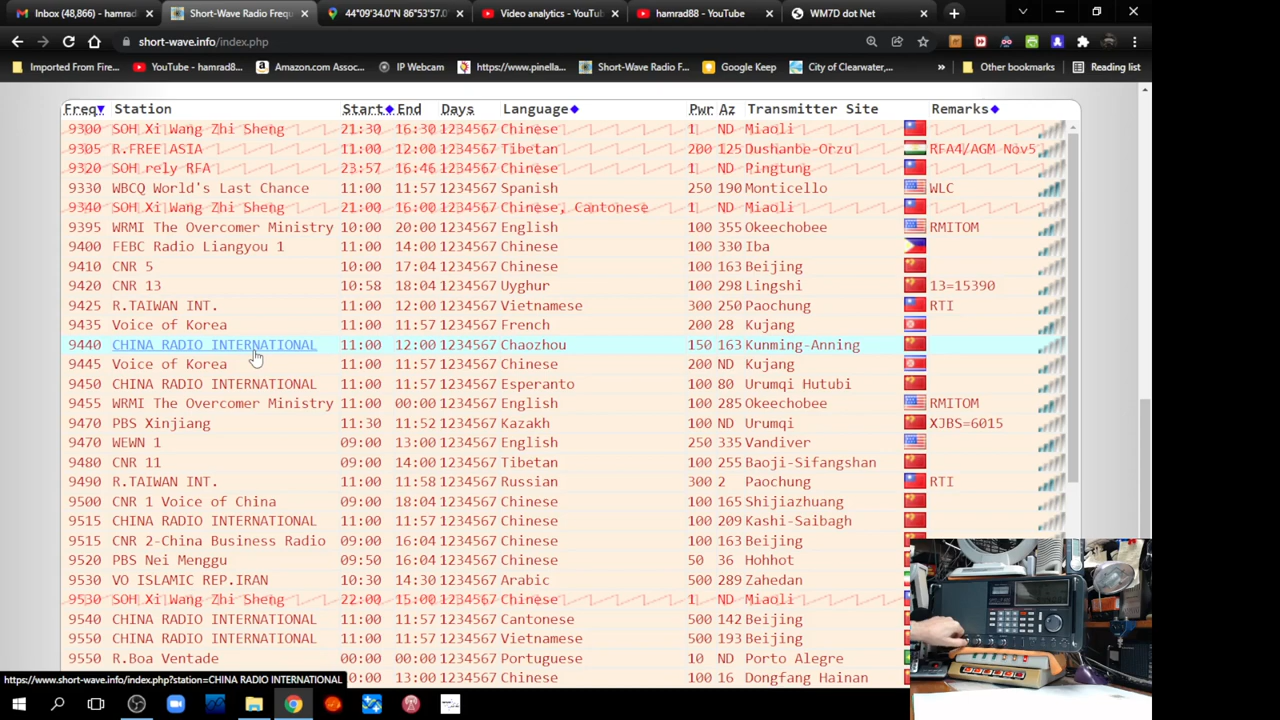 Inbox (48,866) - hamrad
Short-Wave Radio Frequ
44°09'34.0"N 86°53'57.0
Video analytics - YouTub
hamrad88 - YouTube
WM7D dot Net
short-wave.info/index.php
Imported From Fire...
YouTube - hamrad8...
Amazon.com Assoc...
IP Webcam
https://www.pinella...
Short-Wave Radio F...
Google Keep
City of Clearwater,...
»
Other bookmarks
Reading list
Freq▼ Station Start◆ End Days Language◆ Pwr Az Transmitter Site Remarks◆
9300 SOH Xi Wang Zhi Sheng 21:30 16:30 1234567 Chinese 1 ND Miaoli
9305 R.FREE ASIA 11:00 12:00 1234567 Tibetan 200 125 Dushanbe-Orzu RFA4/AGM Nov5
9320 SOH rely RFA 23:57 16:46 1234567 Chinese 1 ND Pingtung
9330 WBCQ World's Last Chance 11:00 11:57 1234567 Spanish 250 190 Monticello WLC
9340 SOH Xi Wang Zhi Sheng 21:00 16:00 1234567 Chinese, Cantonese 1 ND Miaoli
9395 WRMI The Overcomer Ministry 10:00 20:00 1234567 English 100 355 Okeechobee RMITOM
9400 FEBC Radio Liangyou 1 11:00 14:00 1234567 Chinese 100 330 Iba
9410 CNR 5 10:00 17:04 1234567 Chinese 100 163 Beijing
9420 CNR 13 10:58 18:04 1234567 Uyghur 100 298 Lingshi 13=15390
9425 R.TAIWAN INT. 11:00 12:00 1234567 Vietnamese 300 250 Paochung RTI
9435 Voice of Korea 11:00 11:57 1234567 French 200 28 Kujang
9440 CHINA RADIO INTERNATIONAL 11:00 12:00 1234567 Chaozhou 150 163 Kunming-Anning
9445 Voice of Korea 11:00 11:57 1234567 Chinese 200 ND Kujang
9450 CHINA RADIO INTERNATIONAL 11:00 11:57 1234567 Esperanto 100 80 Urumqi Hutubi
9455 WRMI The Overcomer Ministry 11:00 00:00 1234567 English 100 285 Okeechobee RMITOM
9470 PBS Xinjiang 11:30 11:52 1234567 Kazakh 100 ND Urumqi XJBS=6015
9470 WEWN 1 09:00 13:00 1234567 English 250 335 Vandiver
9480 CNR 11 09:00 14:00 1234567 Tibetan 100 255 Baoji-Sifangshan
9490 R.TAIWAN INT. 11:00 11:58 1234567 Russian 300 2 Paochung RTI
9500 CNR 1 Voice of China 09:00 18:04 1234567 Chinese 100 165 Shijiazhuang
9515 CHINA RADIO INTERNATIONAL 11:00 11:57 1234567 Chinese 100 209 Kashi-Saibagh
9515 CNR 2-China Business Radio 09:00 16:04 1234567 Chinese 100 163 Beijing
9520 PBS Nei Menggu 09:50 16:04 1234567 Chinese 50 36 Hohhot
9530 VO ISLAMIC REP.IRAN 10:30 14:30 1234567 Arabic 500 289 Zahedan
9530 SOH Xi Wang Zhi Sheng 22:00 15:00 1234567 Chinese 1 ND Miaoli
9540 CHINA RADIO INTERNATIONAL 11:00 11:57 1234567 Cantonese 500 142 Beijing
9550 CHINA RADIO INTERNATIONAL 11:00 11:57 1234567 Vietnamese 500 193 Beijing
9550 R.Boa Ventade 00:00 00:00 1234567 Portuguese 10 ND Porto Alegre
0:00 13:00 1234567 Chinese 100 16 Dongfang Hainan
https://www.short-wave.info/index.php?station=CHINA RADIO INTERNATIONAL